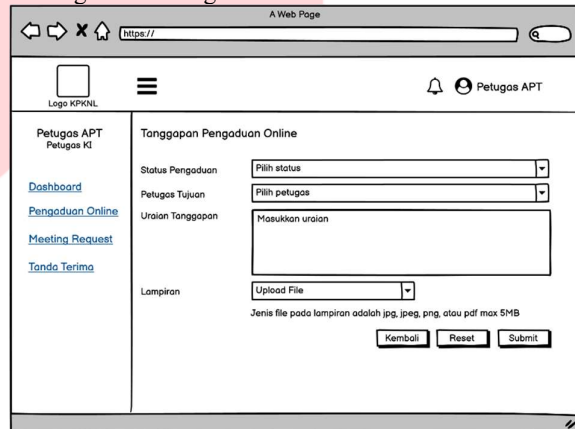 A Web Page
https://
Logo KPKNL
Petugas APT
Petugas APT
Petugas KI
Dashboard
Pengaduan Online
Meeting Request
Tanda Terima
Tanggapan Pengaduan Online
Status Pengaduan
Pilih status
Petugas Tujuan
Pilih petugas
Uraian Tanggapan
Masukkan uraian
Lampiran
Upload File
Jenis file pada lampiran adalah jpg, jpeg, png, atau pdf max 5MB
Kembali
Reset
Submit